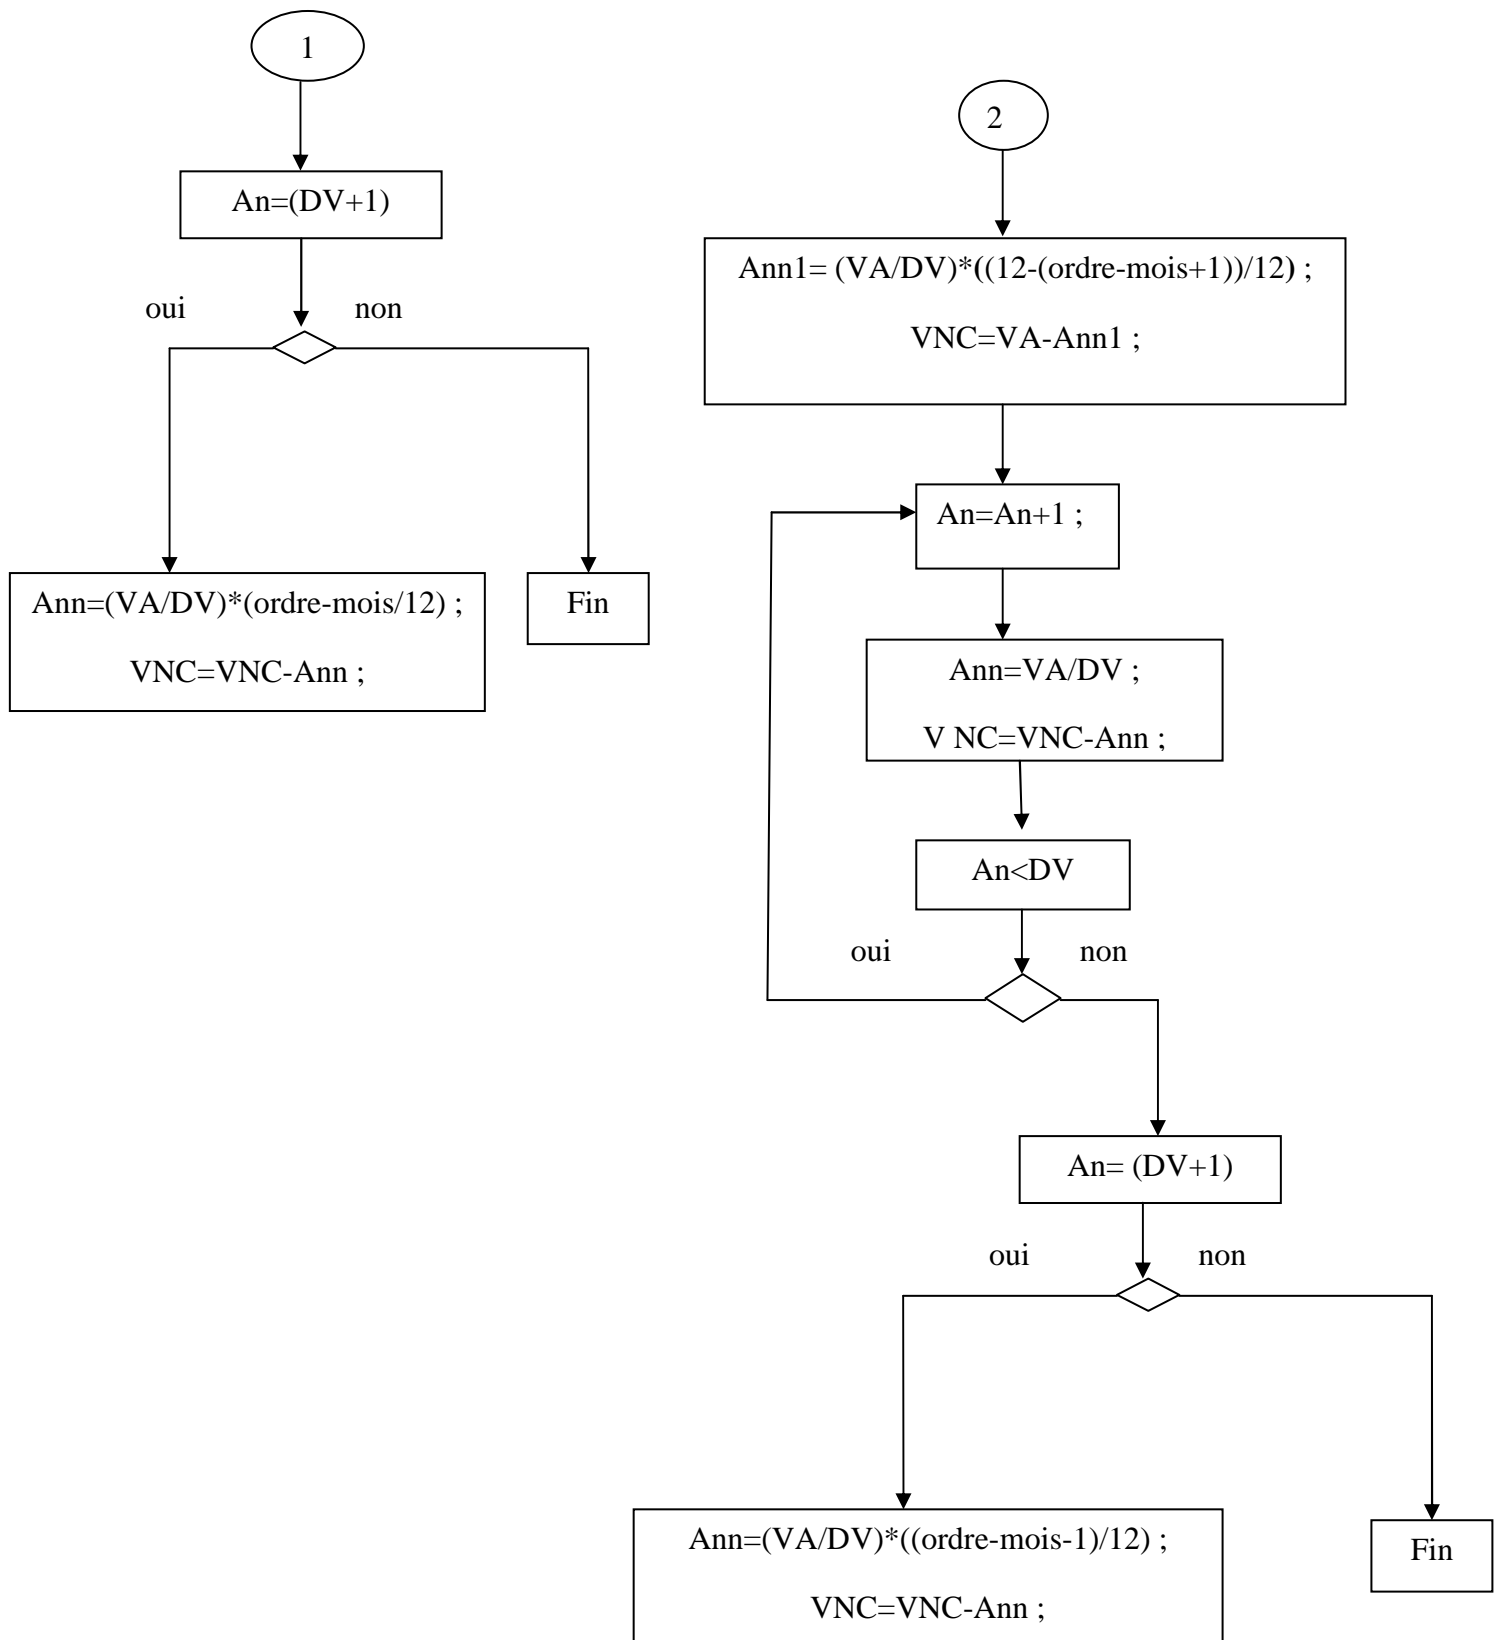 1
An=(DV+1)
oui
non
Ann=(VA/DV)*(ordre-mois/12) ;
VNC=VNC-Ann ;
Fin
2
Ann1= (VA/DV)*((12-(ordre-mois+1))/12) ;
VNC=VA-Ann1 ;
An=An+1 ;
Ann=VA/DV ;
V NC=VNC-Ann ;
An<DV
oui
non
An= (DV+1)
oui
non
Ann=(VA/DV)*((ordre-mois-1)/12) ;
VNC=VNC-Ann ;
Fin